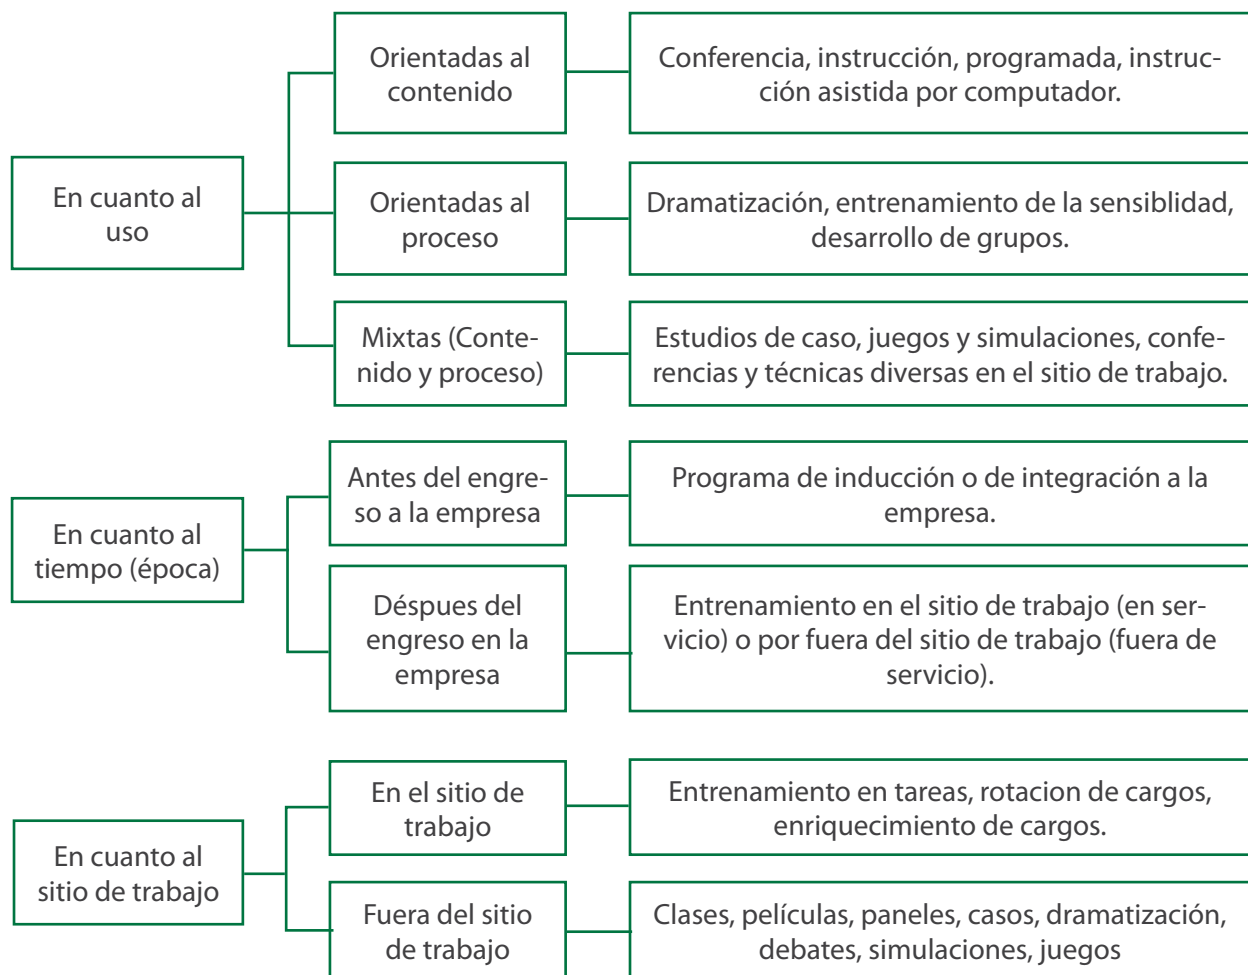 Orientadas al
contenido
Conferencia, instrucción, programada, instruc-
ción asistida por computador.
En cuanto al
uso
Orientadas al
proceso
Dramatización, entrenamiento de la sensiblidad,
desarrollo de grupos.
Mixtas (Conte-
nido y proceso)
Estudios de caso, juegos y simulaciones, confe-
rencias y técnicas diversas en el sitio de trabajo.
En cuanto al
tiempo (época)
Antes del engre-
so a la empresa
Programa de inducción o de integración a la
empresa.
Déspues del
engreso en la
empresa
Entrenamiento en el sitio de trabajo (en ser-
vicio) o por fuera del sitio de trabajo (fuera de
servicio).
En cuanto al
sitio de trabajo
En el sitio de
trabajo
Entrenamiento en tareas, rotacion de cargos,
enriquecimiento de cargos.
Fuera del sitio
de trabajo
Clases, películas, paneles, casos, dramatización,
debates, simulaciones, juegos